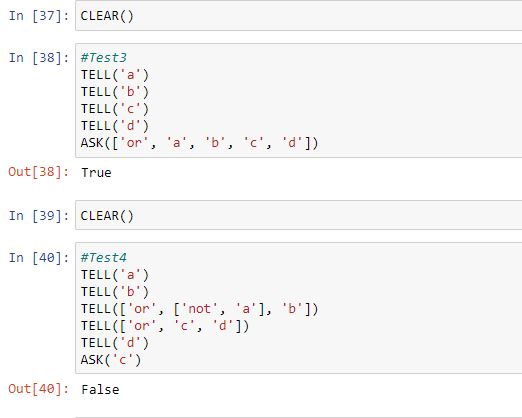 In [37]: CLEAR()
In [38]: #Test3
TELL('a')
TELL('b')
TELL('c')
TELL('d')
ASK(['or', 'a', 'b', 'c', 'd'])
Out[38]: True
In [39]: CLEAR()
In [40]: #Test4
TELL('a')
TELL('b')
TELL(['or', ['not', 'a'], 'b'])
TELL(['or', 'c', 'd'])
TELL('d')
ASK('c')
Out[40]: False